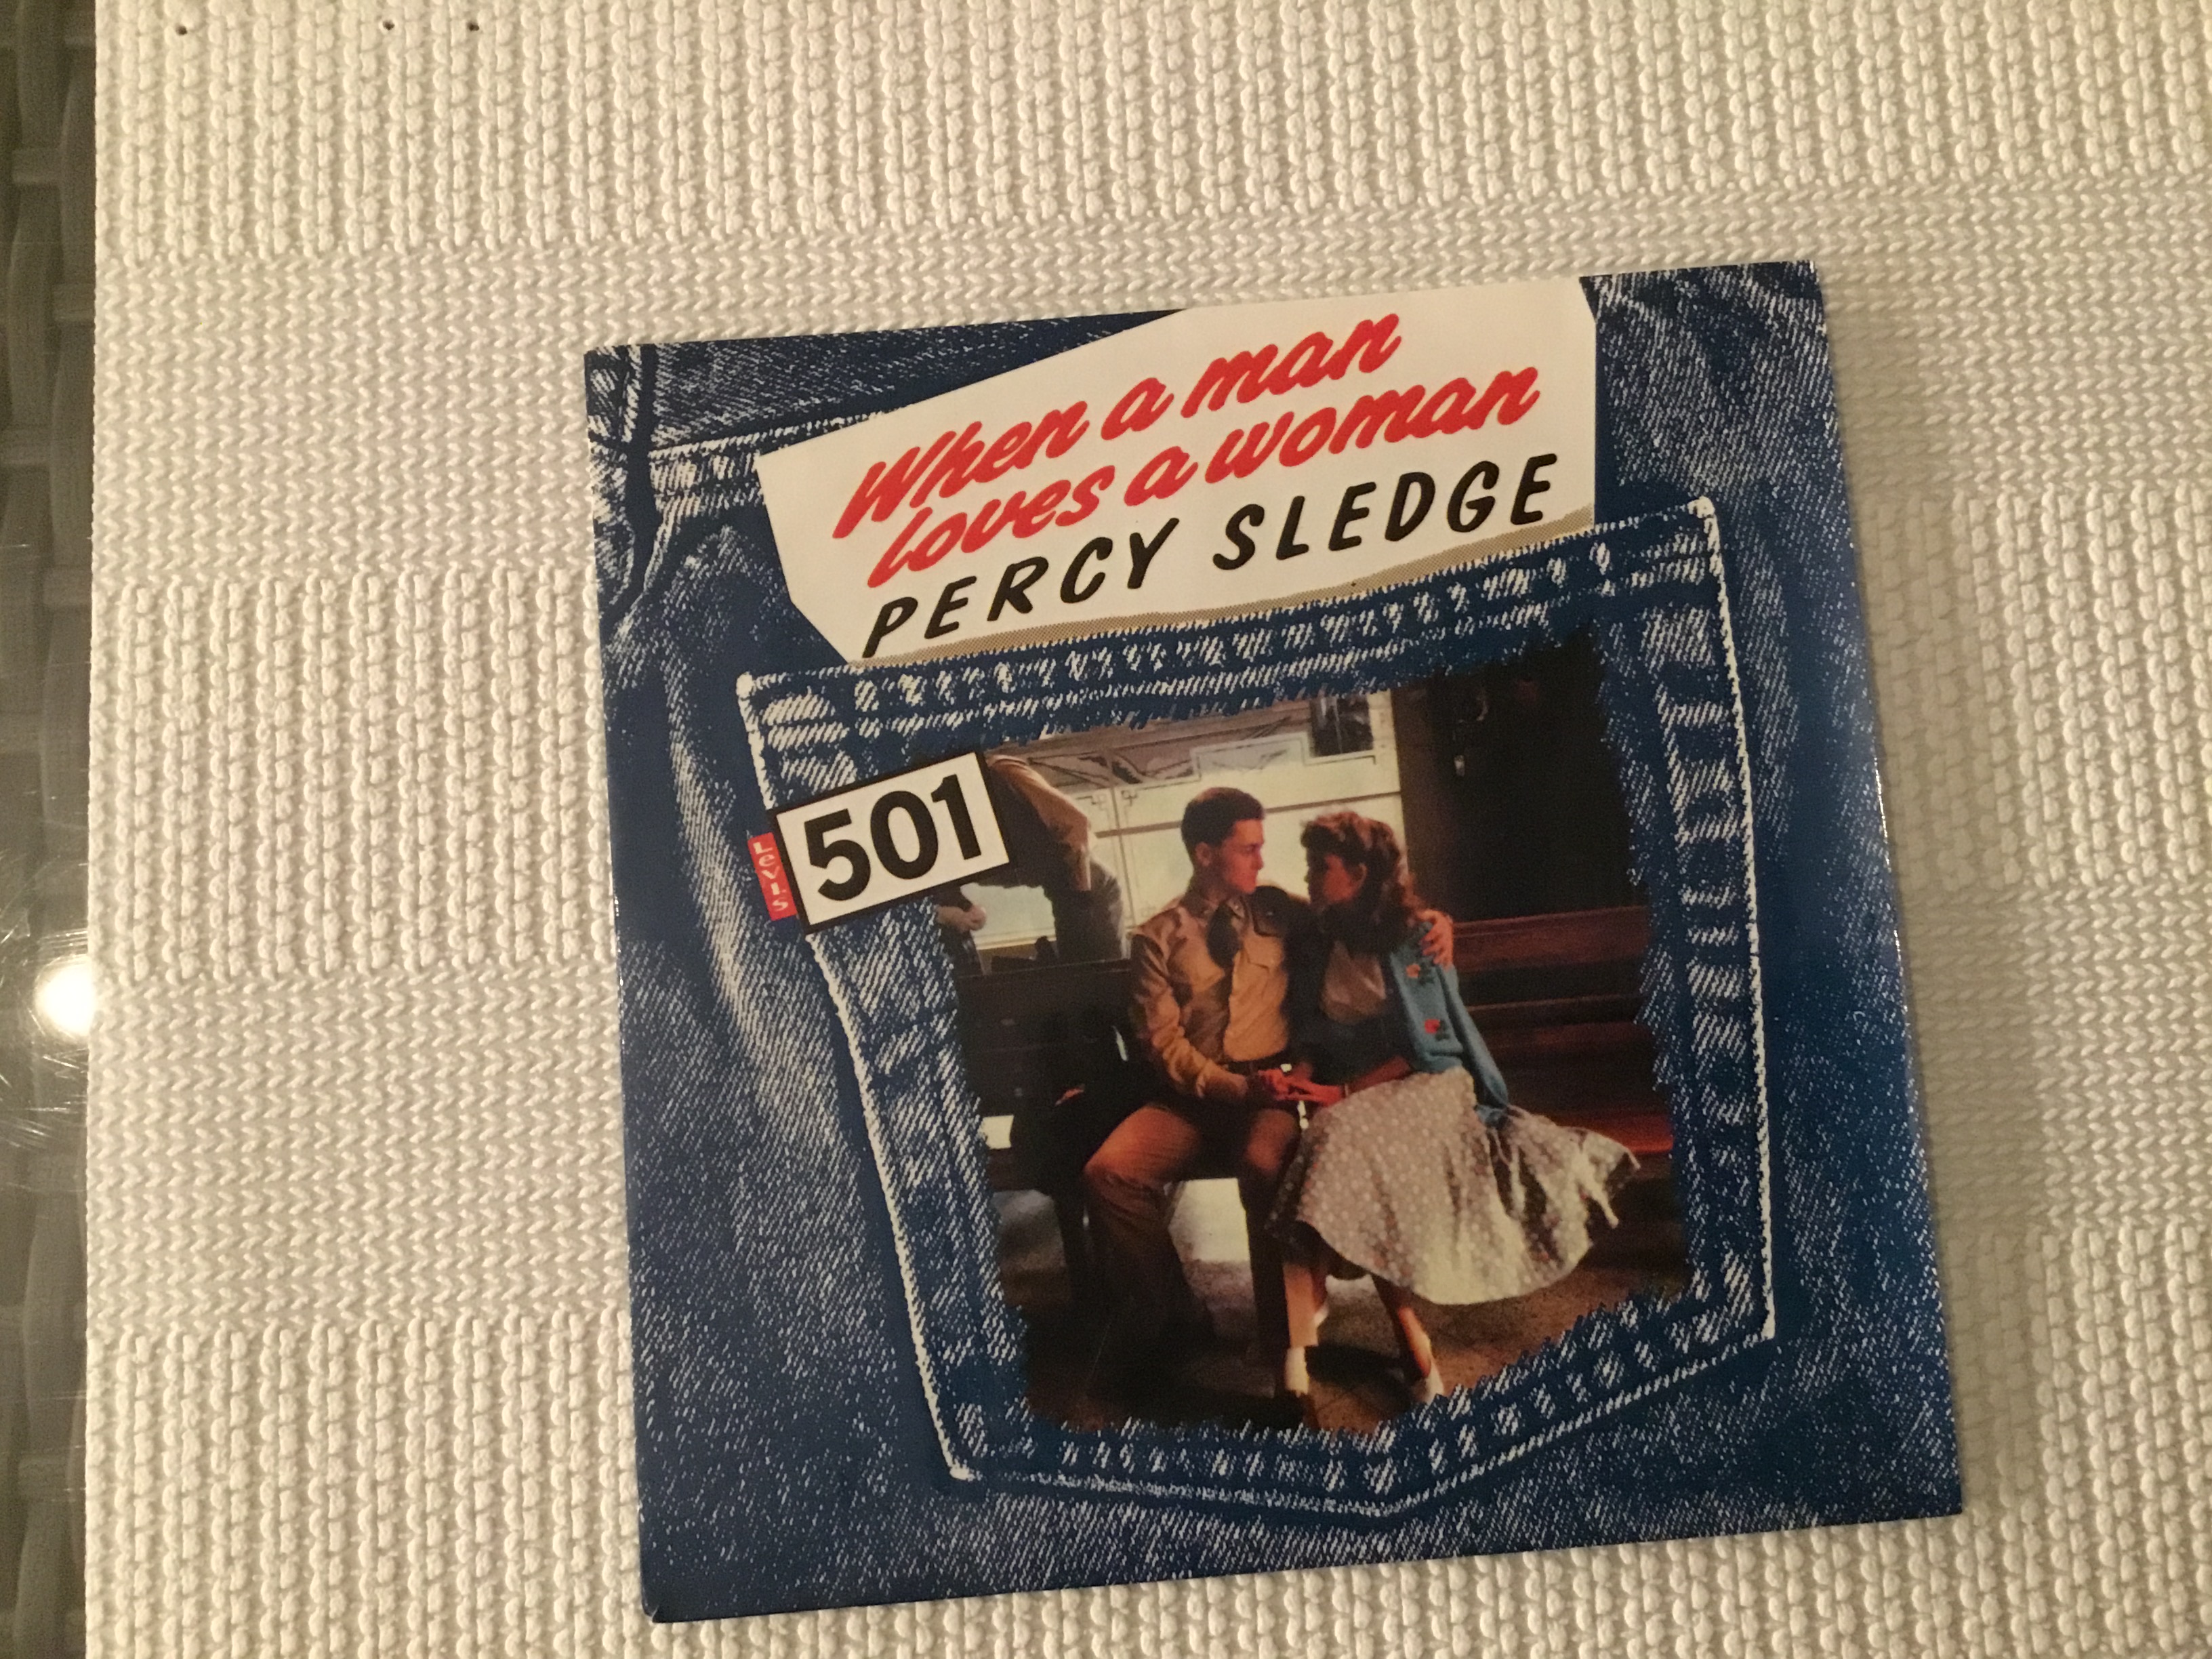 When a man
loves a woman
PERCY SLEDGE
501
Levi's